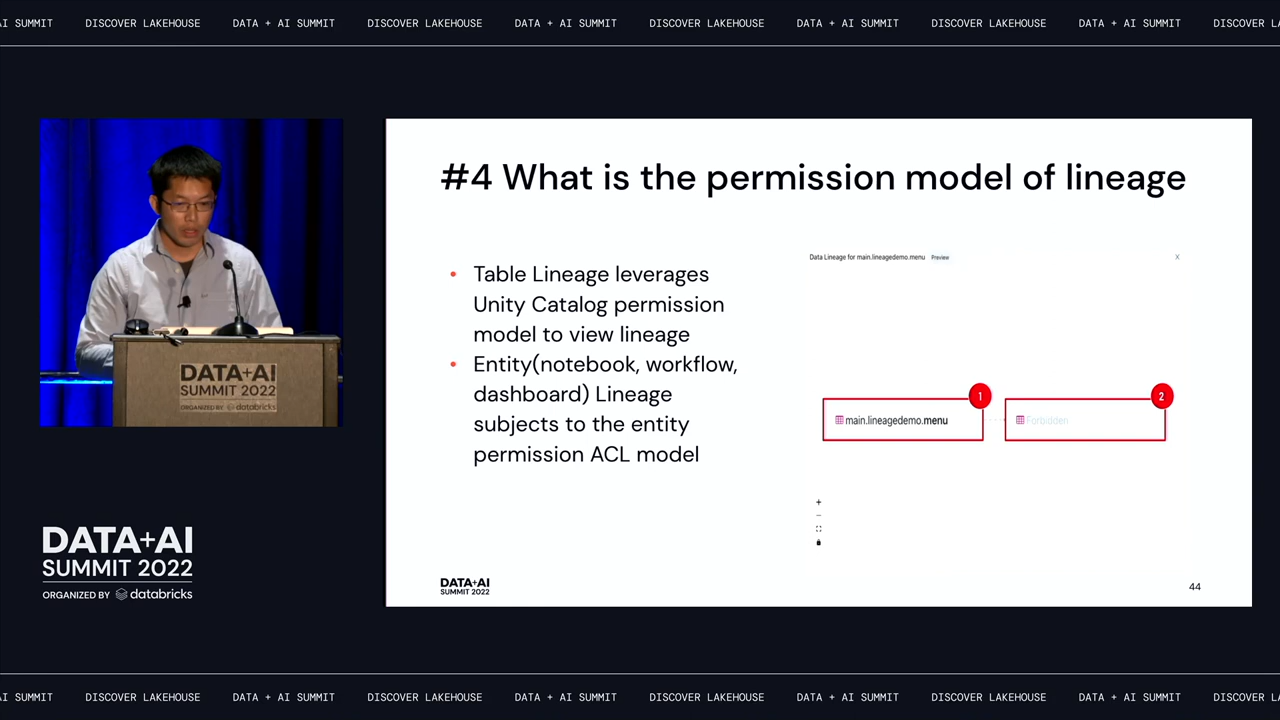 AI SUMMIT DISCOVER LAKEHOUSE DATA + AI SUMMIT DISCOVER LAKEHOUSE DATA + AI SUMMIT DISCOVER LAKEHOUSE DATA + AI SUMMIT DISCOVER LAKEHOUSE DATA + AI SUMMIT DISCOVER L
#4 What is the permission model of lineage
• Table Lineage leverages
Unity Catalog permission
model to view lineage
• Entity(notebook, workflow,
dashboard) Lineage
subjects to the entity
permission ACL model
Data Lineage for main.lineagedemo.menu Preview X
1
2
main.lineagedemo.menu
Forbidden
+
−
DATA+AI
SUMMIT 2022
44
DATA+AI
SUMMIT 2022
ORGANIZED BY databricks
DATA+AI
SUMMIT 2022
ORGANIZED BY databricks
AI SUMMIT DISCOVER LAKEHOUSE DATA + AI SUMMIT DISCOVER LAKEHOUSE DATA + AI SUMMIT DISCOVER LAKEHOUSE DATA + AI SUMMIT DISCOVER LAKEHOUSE DATA + AI SUMMIT DISCOVER L